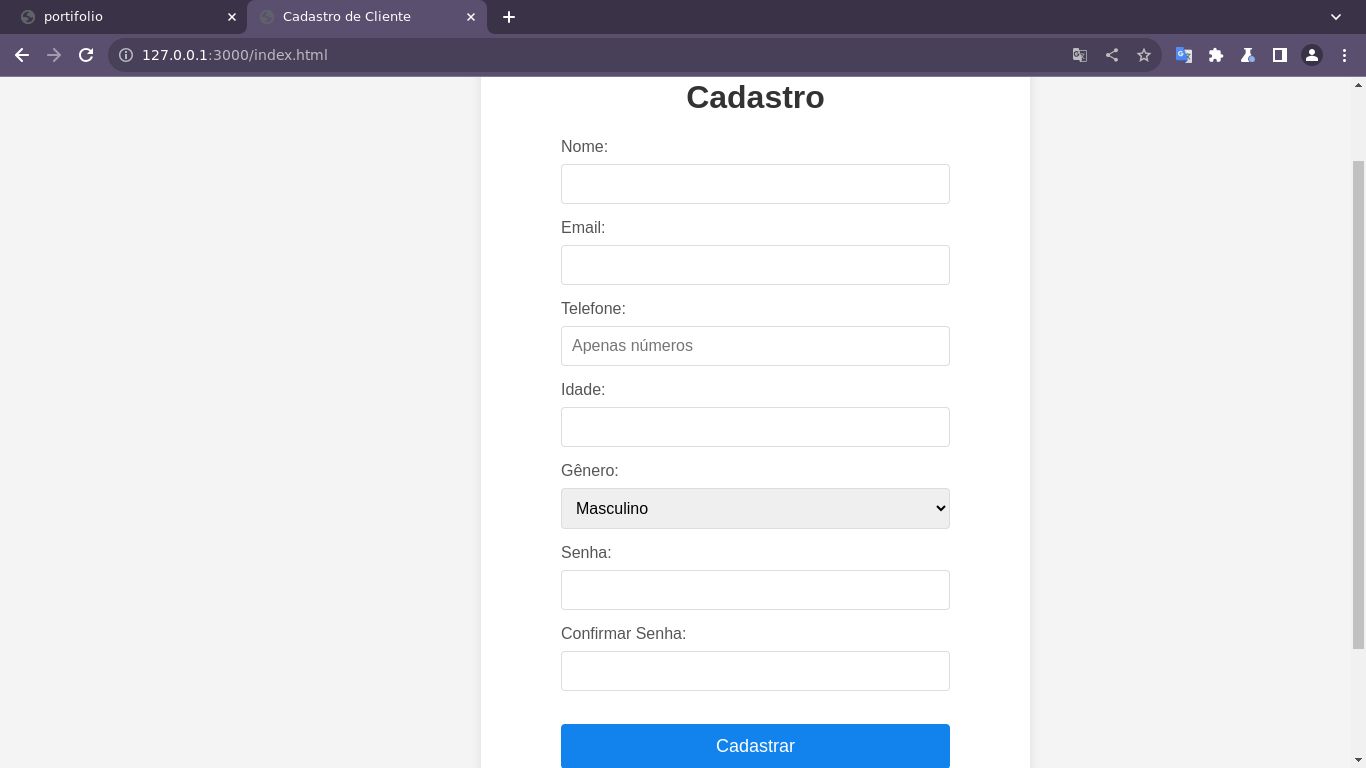 portifolio
Cadastro de Cliente
127.0.0.1:3000/index.html
Cadastro
Nome:
Email:
Telefone:
Apenas números
Idade:
Gênero:
Masculino
Senha:
Confirmar Senha:
Cadastrar